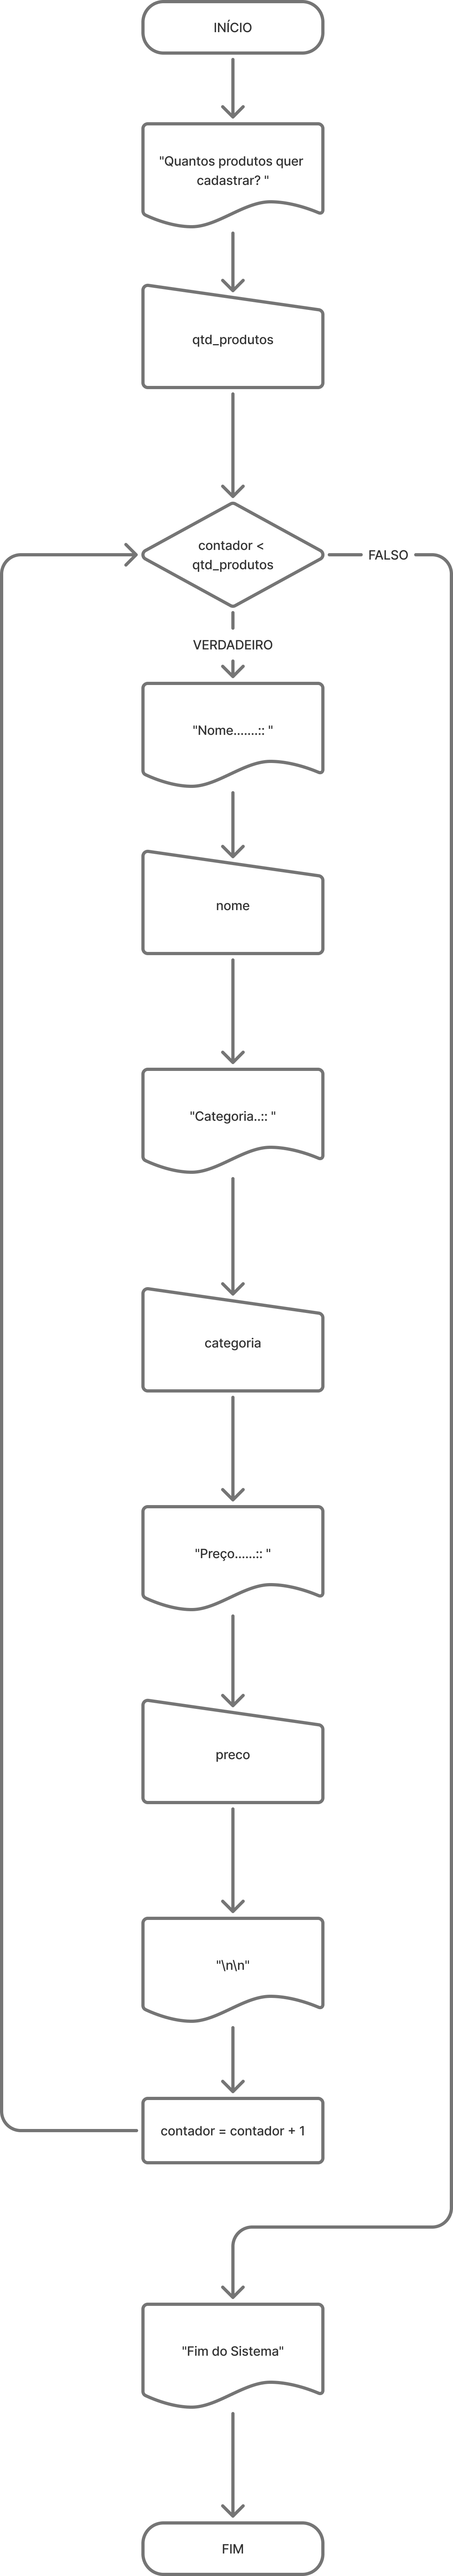 INÍCIO
"Quantos produtos quer
cadastrar? "
qtd_produtos
contador <
qtd_produtos
FALSO
VERDADEIRO
"Nome.......:: "
nome
"Categoria..:: "
categoria
"Preço......:: "
preco
"\n\n"
contador = contador + 1
"Fim do Sistema"
FIM